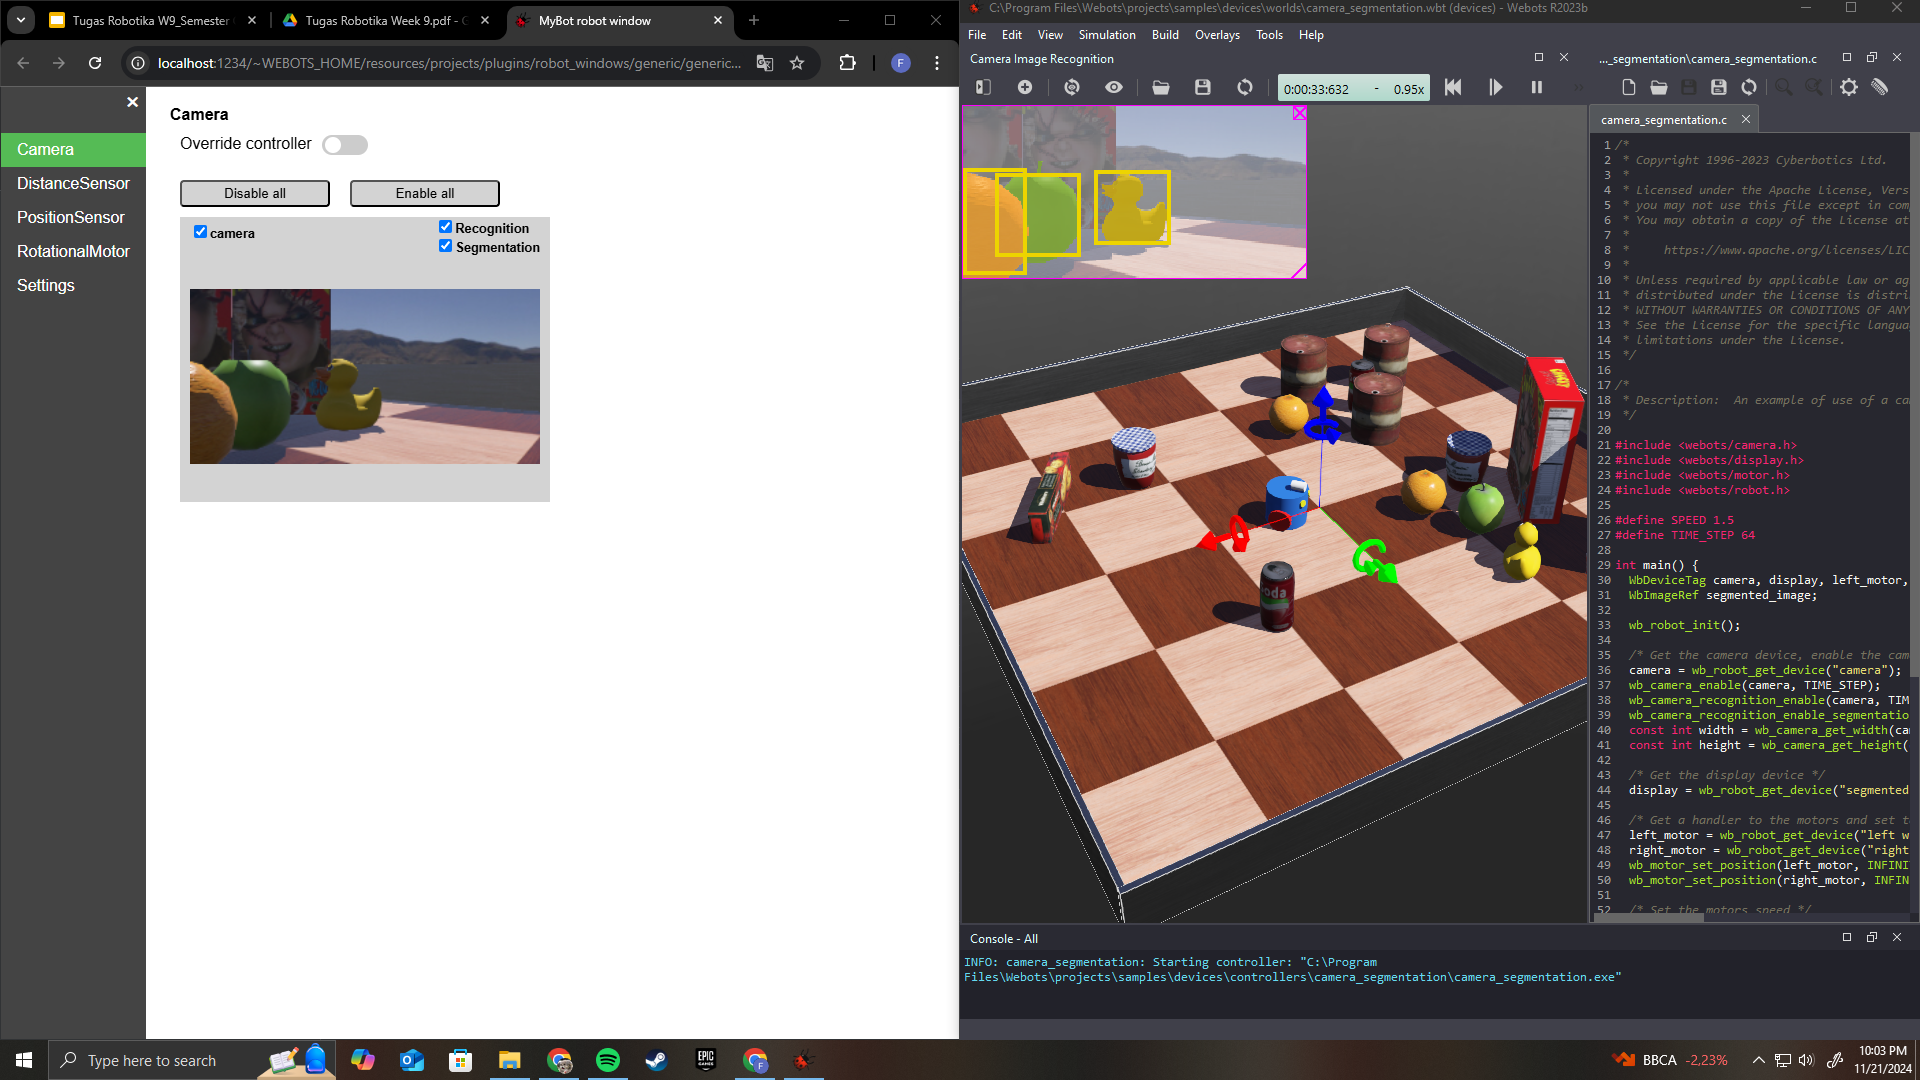 Tugas Robotika W9_Semester
Tugas Robotika Week 9.pdf - G
MyBot robot window
localhost:1234/~WEBOTS_HOME/resources/projects/plugins/robot_windows/generic/generic...
F
Camera
DistanceSensor
PositionSensor
RotationalMotor
Settings
Camera
Override controller
Disable all
Enable all
camera
Recognition
Segmentation
C:\Program Files\Webots\projects\samples\devices\worlds\camera_segmentation.wbt (devices) - Webots R2023b
File Edit View Simulation Build Overlays Tools Help
Camera Image Recognition
0:00:33:632 - 0.95x
..._segmentation\camera_segmentation.c
camera_segmentation.c
1 /*
2 * Copyright 1996-2023 Cyberbotics Ltd.
3 *
4 * Licensed under the Apache License, Vers
5 * you may not use this file except in com
6 * You may obtain a copy of the License at
7 *
8 * https://www.apache.org/licenses/LIC
9 *
10 * Unless required by applicable law or ag
11 * distributed under the License is distri
12 * WITHOUT WARRANTIES OR CONDITIONS OF ANY
13 * See the License for the specific langua
14 * limitations under the License.
15 */
16
17 /*
18 * Description: An example of use of a ca
19 */
20
21 #include <webots/camera.h>
22 #include <webots/display.h>
23 #include <webots/motor.h>
24 #include <webots/robot.h>
25
26 #define SPEED 1.5
27 #define TIME_STEP 64
28
29 int main() {
30 WbDeviceTag camera, display, left_motor,
31 WbImageRef segmented_image;
32
33 wb_robot_init();
34
35 /* Get the camera device, enable the cam
36 camera = wb_robot_get_device("camera");
37 wb_camera_enable(camera, TIME_STEP);
38 wb_camera_recognition_enable(camera, TIM
39 wb_camera_recognition_enable_segmentatio
40 const int width = wb_camera_get_width(ca
41 const int height = wb_camera_get_height(
42
43 /* Get the display device */
44 display = wb_robot_get_device("segmented
45
46 /* Get a handler to the motors and set t
47 left_motor = wb_robot_get_device("left w
48 right_motor = wb_robot_get_device("right
49 wb_motor_set_position(left_motor, INFINI
50 wb_motor_set_position(right_motor, INFIN
51
52 /* Set the motors speed */
soda
Console - All
INFO: camera_segmentation: Starting controller: "C:\Program
Files\Webots\projects\samples\devices\controllers\camera_segmentation\camera_segmentation.exe"
Type here to search
EPIC
GAMES
BBCA -2,23%
10:03 PM
11/21/2024